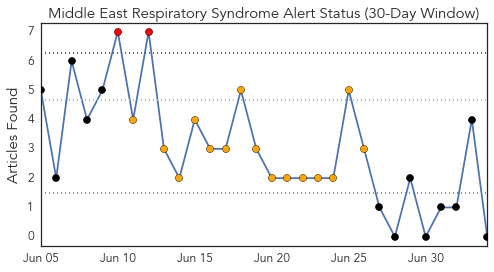 Middle East Respiratory Syndrome Alert Status (30-Day Window)
Articles Found
7
6
5
4
3
2
1
0
Jun 05 Jun 10 Jun 15 Jun 20 Jun 25 Jun 30